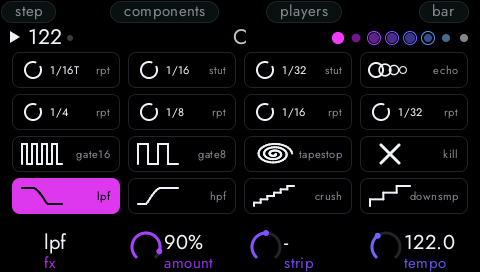 step components players bar
122 C
1/16T rpt 1/16 stut 1/32 stut echo
1/4 rpt 1/8 rpt 1/16 rpt 1/32 rpt
gate16 gate8 tapestop kill
lpf hpf crush downsmp
lpf 90% - 122.0
fx amount strip tempo